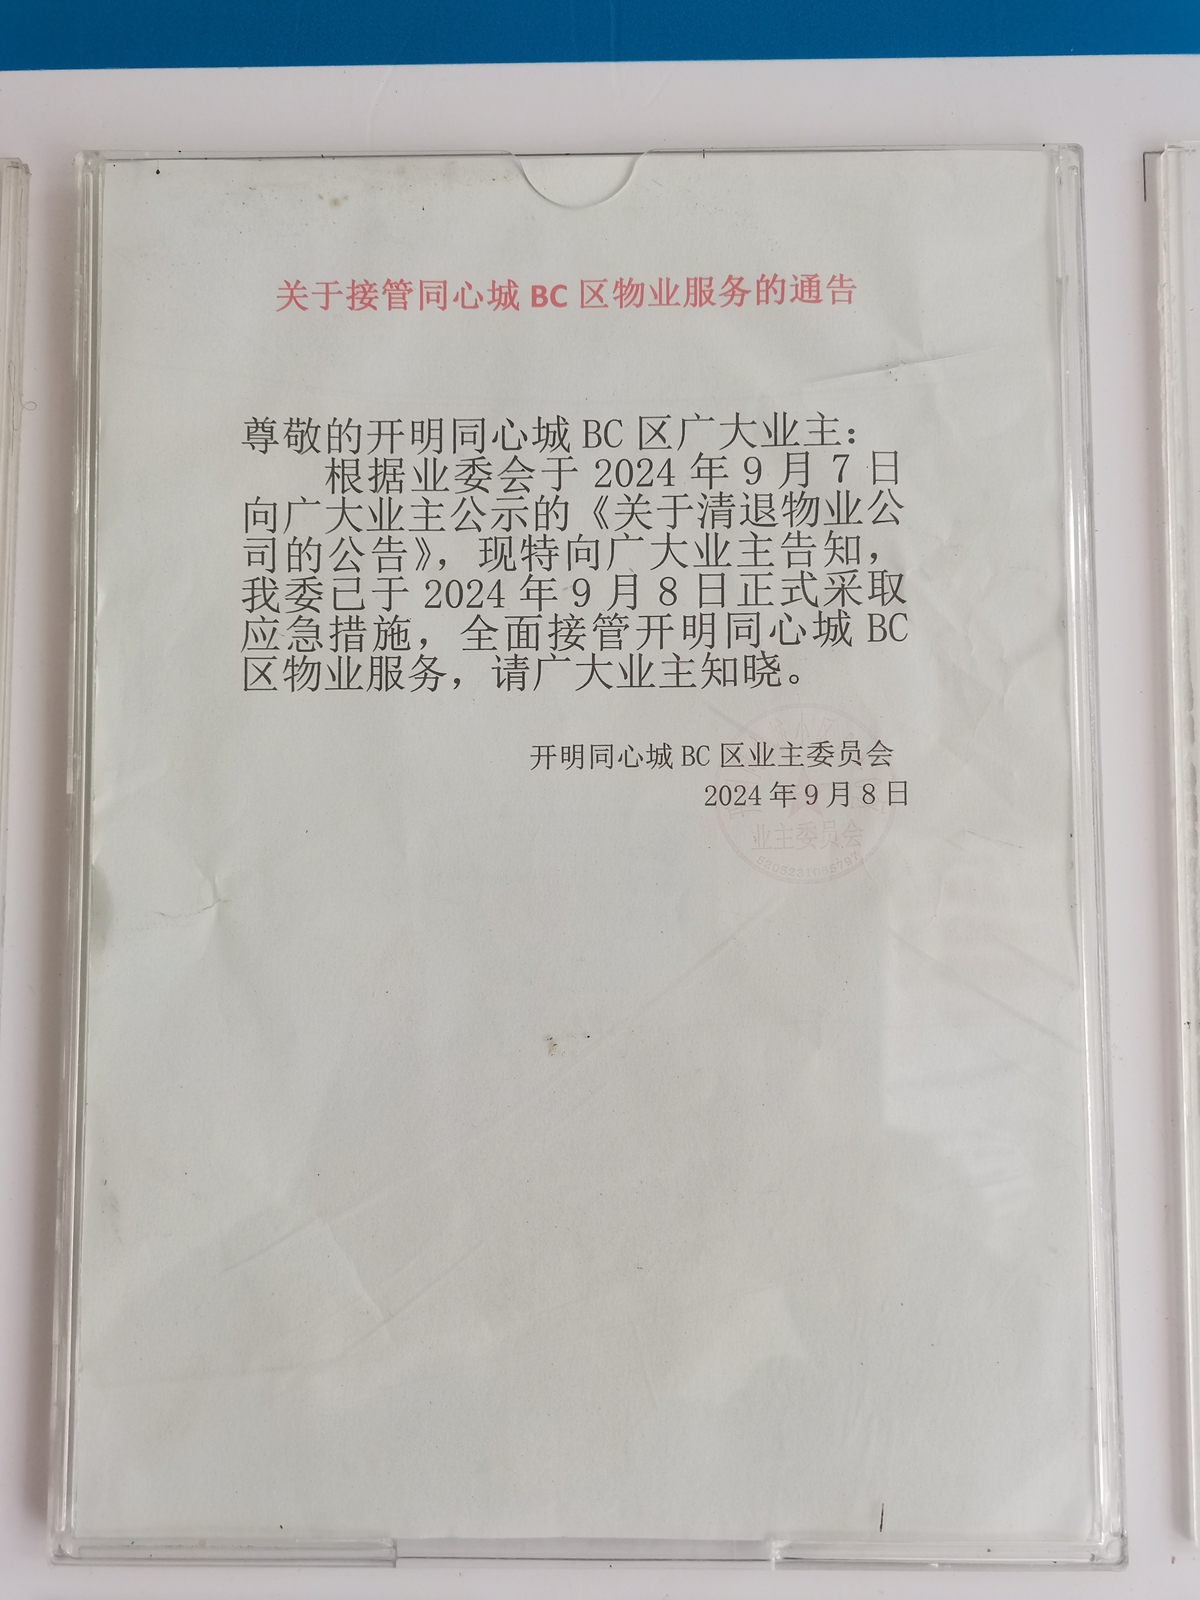 关于接管同心城 BC 区物业服务的通告
尊敬的开明同心城 BC 区广大业主：
根据业委会于 2024 年 9 月 7 日
向广大业主公示的《关于清退物业公
司的公告》，现特向广大业主告知，
我委已于 2024 年 9 月 8 日正式采取
应急措施，全面接管开明同心城 BC
区物业服务，请广大业主知晓。
开明同心城 BC 区业主委员会
2024 年 9 月 8 日
业主委员会